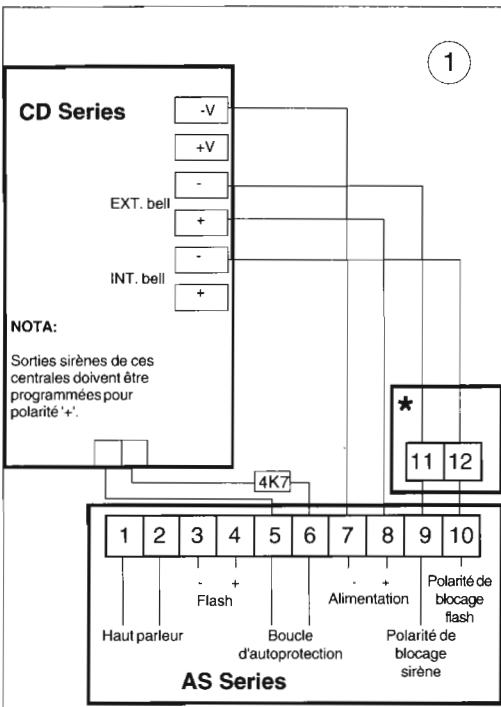 1
CD Series
-V
+V
-
EXT. bell
+
-
INT. bell
+
NOTA:
Sorties sirènes de ces
centrales doivent être
programmées pour
polarité '+'.
*
11 12
4K7
1 2 3 4 5 6 7 8 9 10
- + - +
Flash
Alimentation
Polarité de
blocage
flash
Haut parleur
Boucle
d'autoprotection
Polarité de
blocage
sirène
AS Series